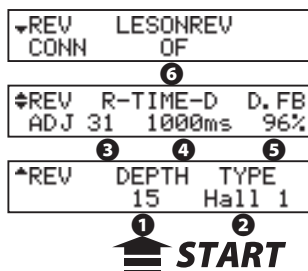 REV LESONREV
CONN OF
❻
REV R-TIME-D D.FB
ADJ 31 1000ms 96%
❸ ❹ ❺
REV DEPTH TYPE
15 Hall 1
❶ ❷
START